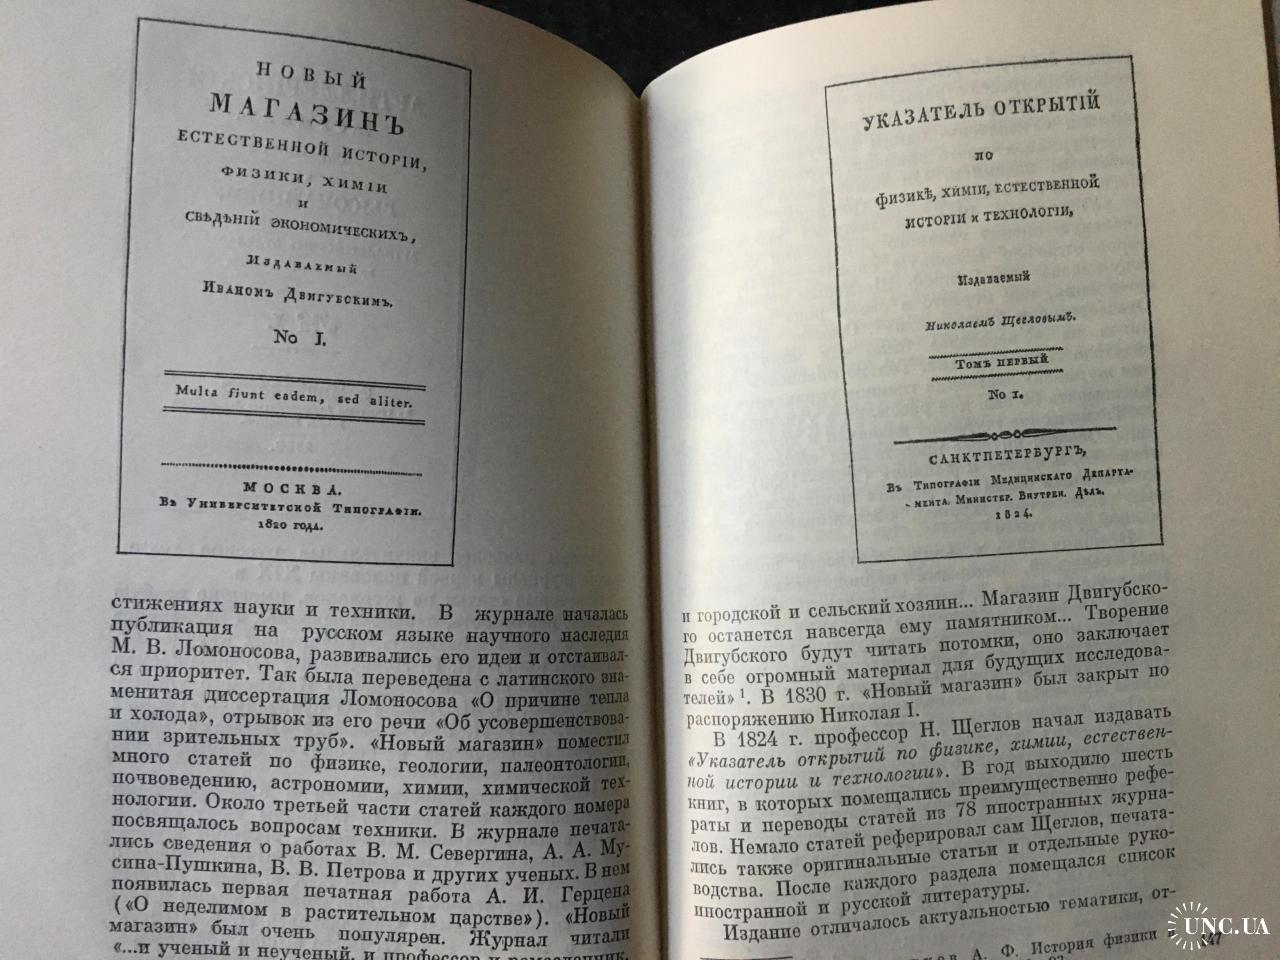 НОВЫЙ
МАГАЗИНЪ
ЕСТЕСТВЕННОЙ ИСТОРІИ,
ФИЗИКИ, ХИМІИ
И
СВѢДѢНІЙ ЭКОНОМИЧЕСКИХЪ,
ИЗДАВАЕМЫЙ
ИВАНОМЪ ДВИГУБСКИМЪ.
No I.
Multa fiunt eadem, sed aliter.
МОСКВА.
ВЪ УНИВЕРСИТЕТСКОЙ ТИПОГРАФІИ.
1820 ГОДА.
стижениях науки и техники. В журнале началась
публикация на русском языке научного наследия
М. В. Ломоносова, развивались его идеи и отстаивал-
ся приоритет. Так была переведена с латинского зна-
менитая диссертация Ломоносова «О причине тепла
и холода», отрывок из его речи «Об усовершенствова-
нии зрительных труб». «Новый магазин» поместил
много статей по физике, геологии, палеонтологии,
почвоведению, астрономии, химии, химической тех-
нологии. Около третьей части статей каждого номера
посвящалось вопросам техники. В журнале печата-
лись сведения о работах В. М. Севергина, А. А. Му-
сина-Пушкина, В. В. Петрова и других ученых. В нем
появилась первая печатная работа А. И. Герцена
(«О неделимом в растительном царстве»). «Новый
магазин» был очень популярен. Журнал читали
«...и ученый и неученый, и профессор и ремесленник,
УКАЗАТЕЛЬ ОТКРЫТІЙ
ПО
ФИЗИКѢ, ХИМІИ, ЕСТЕСТВЕННОЙ
ИСТОРІИ И ТЕХНОЛОГІИ,
Издаваемый
Николаемъ Щегловымъ.
ТОМЪ ПЕРВЫЙ
No 1.
САНКТПЕТЕРБУРГЪ,
ВЪ ТИПОГРАФІИ МЕДИЦИНСКАГО ДЕПАРТА-
МЕНТА, МИНИСТЕР. ВНУТРЕН. ДѢЛЪ.
1824.
и городской и сельский хозяин... Магазин Двигубско-
го останется навсегда ему памятником... Творение
Двигубского будут читать потомки, оно заключает
в себе огромный материал для будущих исследова-
телей» ¹. В 1830 г. «Новый магазин» был закрыт по
распоряжению Николая I.
В 1824 г. профессор Н. Щеглов начал издавать
«Указатель открытий по физике, химии, естествен-
ной истории и технологии». В год выходило шесть
книг, в которых помещались преимущественно рефе-
раты и переводы статей из 78 иностранных журна-
лов. Немало статей реферировал сам Щеглов, печата-
лись также оригинальные статьи и отдельные руко-
водства. После каждого раздела помещался список
иностранной и русской литературы.
Издание отличалось актуальностью тематики, от-
А. Ф. История физики в
147
UNC.UA